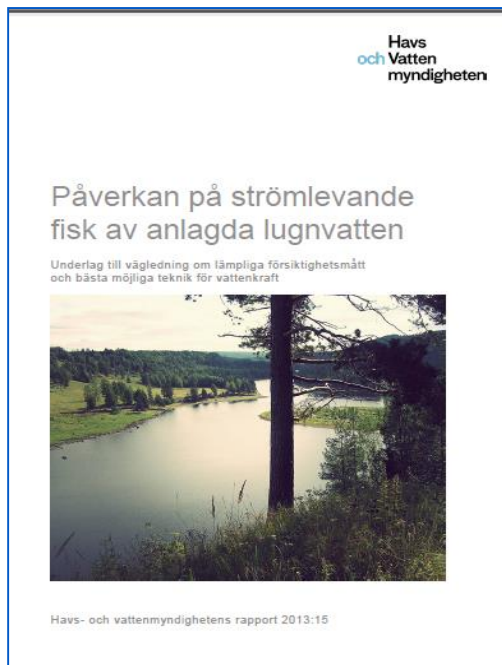 Havs
och Vatten
myndigheten
Påverkan på strömlevande
fisk av anlagda lugnvatten
Underlag till vägledning om lämpliga försiktighetsmått
och bästa möjliga teknik för vattenkraft
Havs- och vattenmyndighetens rapport 2013:15